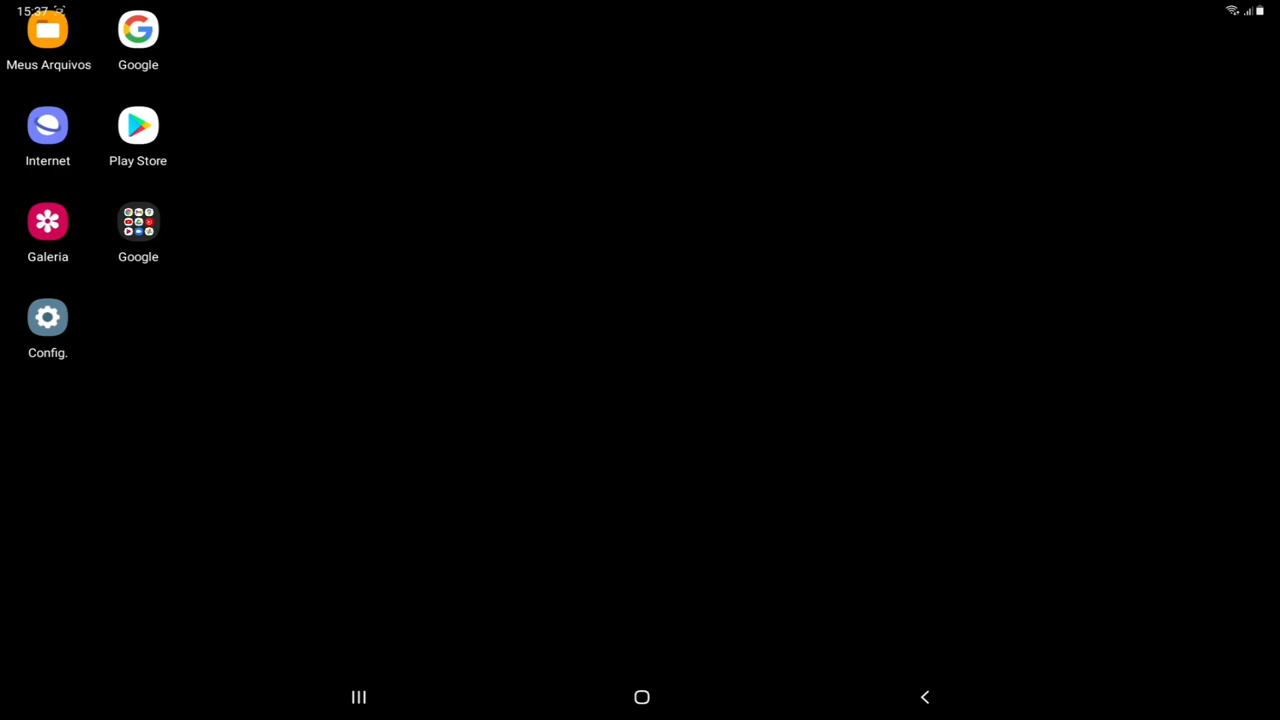 15:37
Meus Arquivos
Google
Internet
Play Store
Galeria
Google
Config.